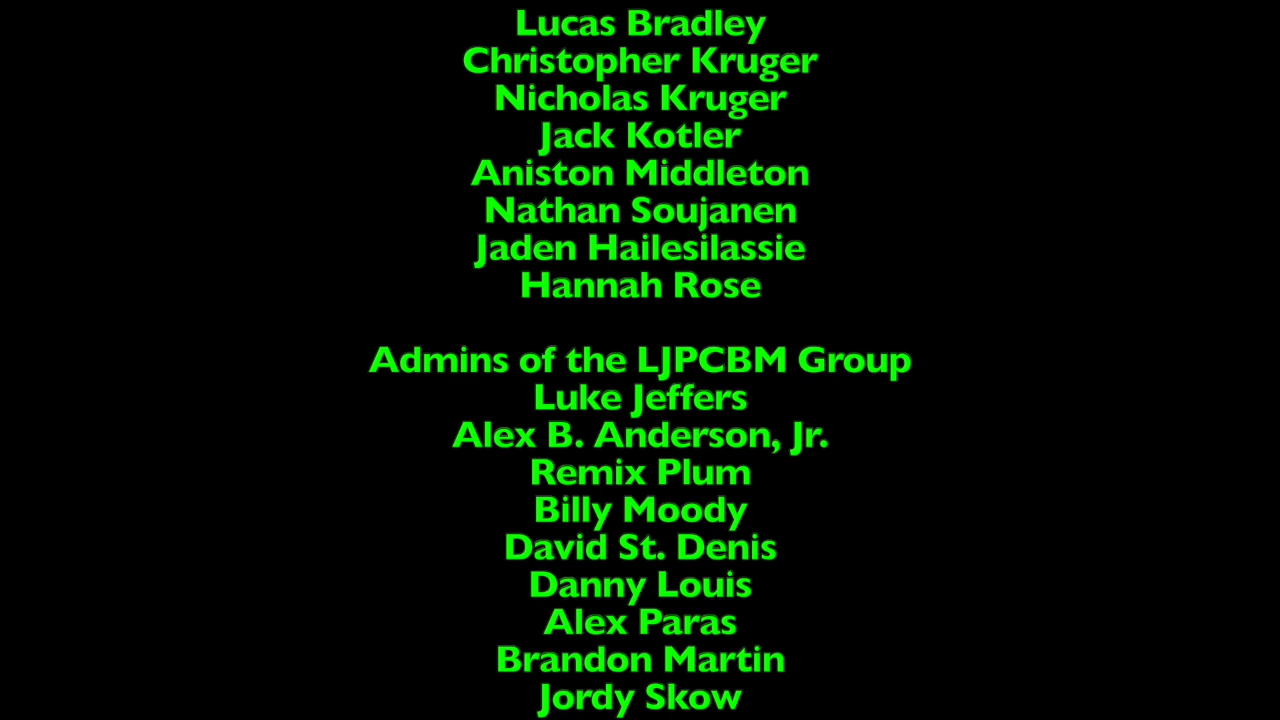 Lucas Bradley
Christopher Kruger
Nicholas Kruger
Jack Kotler
Aniston Middleton
Nathan Soujanen
Jaden Hailesilassie
Hannah Rose
Admins of the LJPCBM Group
Luke Jeffers
Alex B. Anderson, Jr.
Remix Plum
Billy Moody
David St. Denis
Danny Louis
Alex Paras
Brandon Martin
Jordy Skow